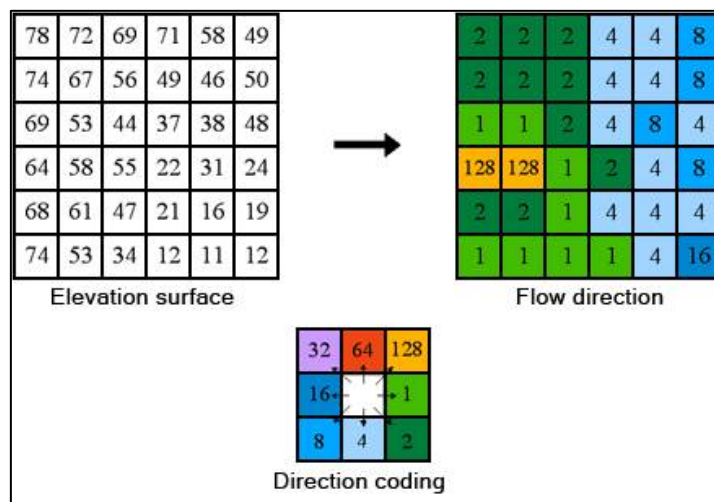 78 72 69 71 58 49 2 2 2 4 4 8
74 67 56 49 46 50 2 2 2 4 4 8
69 53 44 37 38 48 1 1 2 4 8 4
64 58 55 22 31 24 128 128 1 2 4 8
68 61 47 21 16 19 2 2 1 4 4 4
74 53 34 12 11 12 1 1 1 1 4 16
Elevation surface Flow direction
32 64 128
16 1
8 4 2
Direction coding